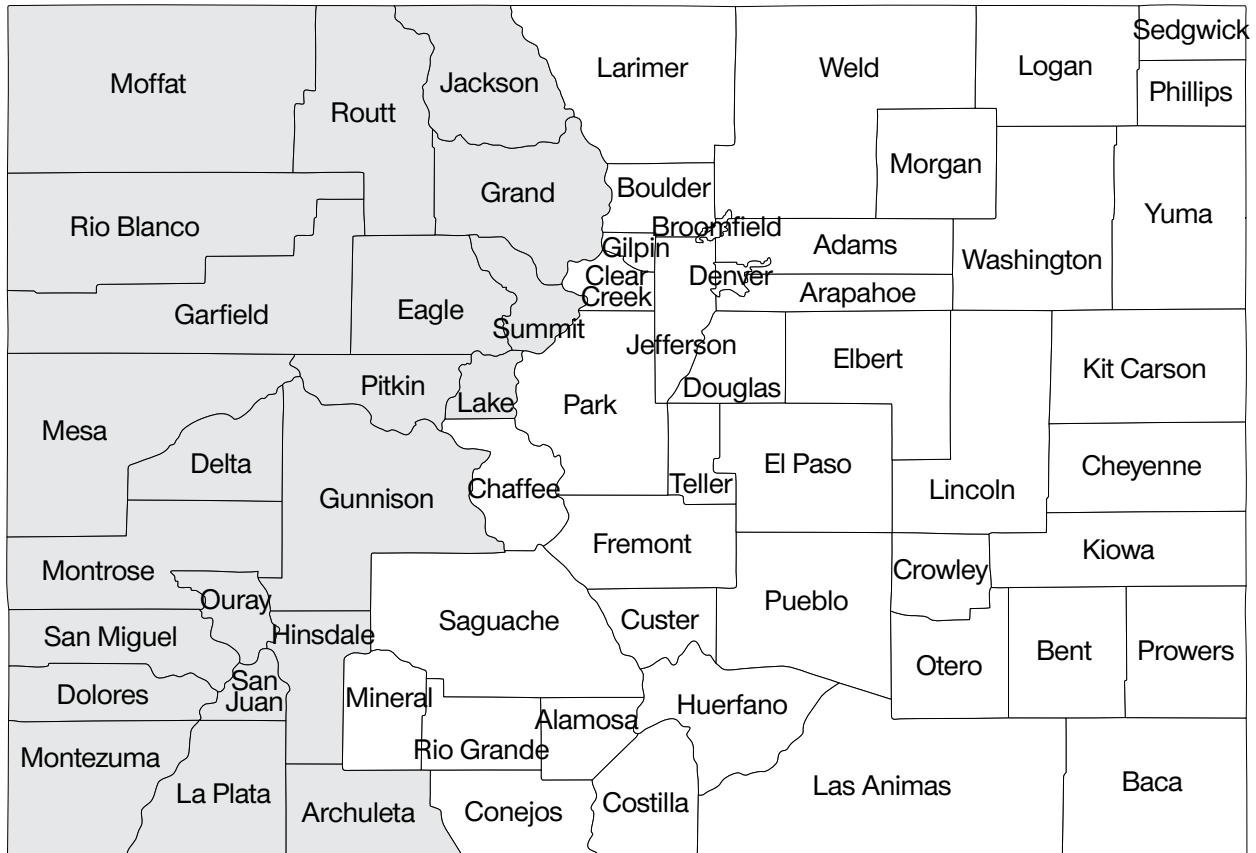 Sedgwick
Moffat
Jackson
Larimer
Weld
Logan
Phillips
Routt
Morgan
Grand
Boulder
Yuma
Rio Blanco
Broomfield
Gilpin
Adams
Washington
Clear
Creek
Denver
Arapahoe
Garfield
Eagle
Summit
Jefferson
Elbert
Kit Carson
Pitkin
Douglas
Lake
Park
Mesa
Delta
El Paso
Cheyenne
Gunnison
Chaffee
Teller
Lincoln
Fremont
Kiowa
Montrose
Crowley
Ouray
Pueblo
Saguache
Custer
San Miguel
Hinsdale
Otero
Bent
Prowers
San
Juan
Dolores
Mineral
Huerfano
Alamosa
Rio Grande
Montezuma
La Plata
Archuleta
Conejos
Costilla
Las Animas
Baca